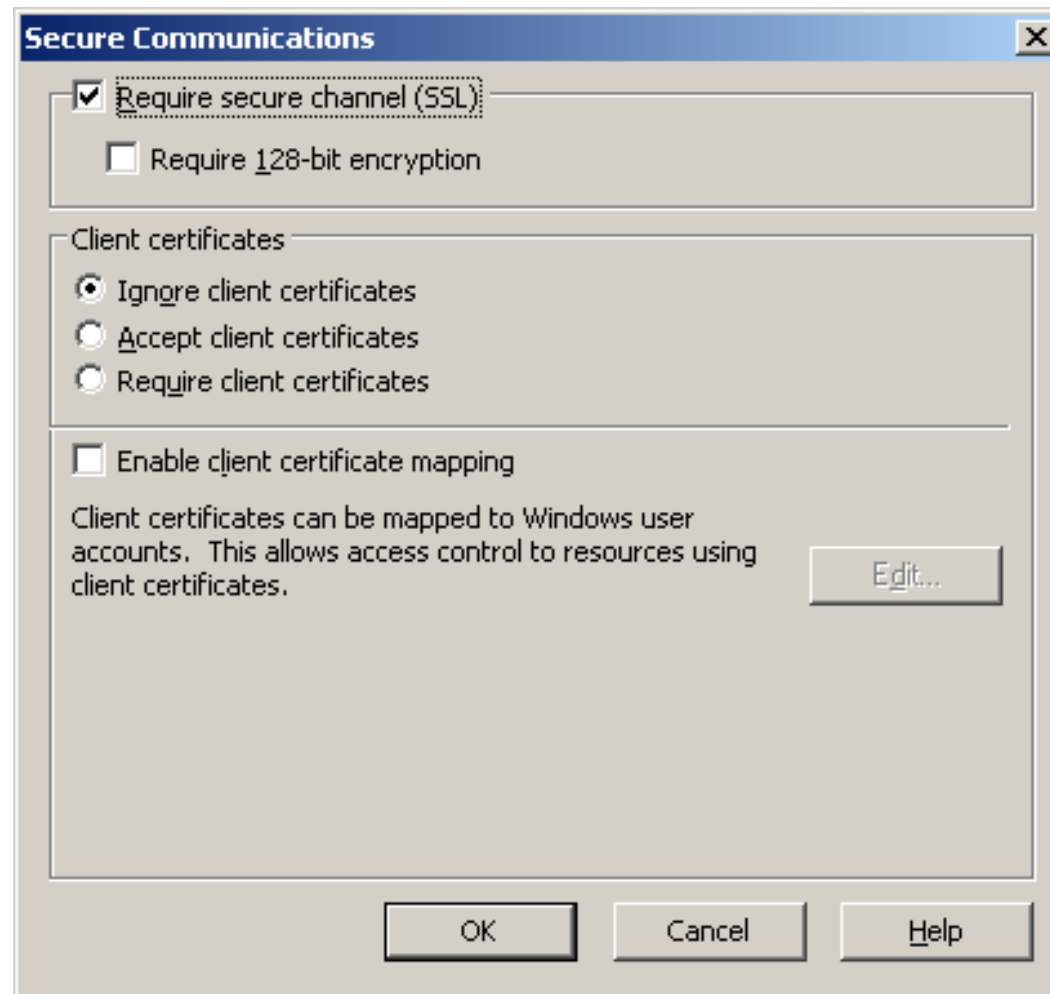 Secure Communications
Require secure channel (SSL)
Require 128-bit encryption
Client certificates
Ignore client certificates
Accept client certificates
Require client certificates
Enable client certificate mapping
Client certificates can be mapped to Windows user
accounts.  This allows access control to resources using
client certificates.
Edit...
OK
Cancel
Help